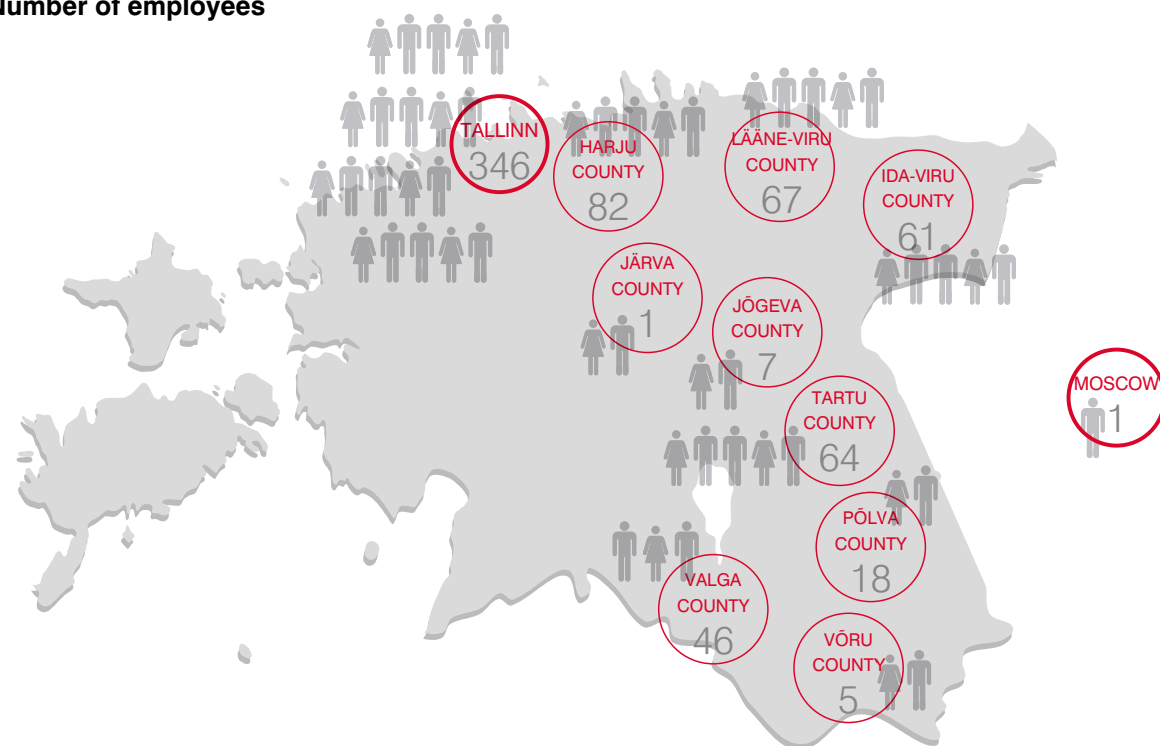 Number of employees
TALLINN
346
HARJU
COUNTY
82
LÄÄNE-VIRU
COUNTY
67
IDA-VIRU
COUNTY
61
JÄRVA
COUNTY
1
JÕGEVA
COUNTY
7
TARTU
COUNTY
64
MOSCOW
1
PÕLVA
COUNTY
18
VALGA
COUNTY
46
VÕRU
COUNTY
5